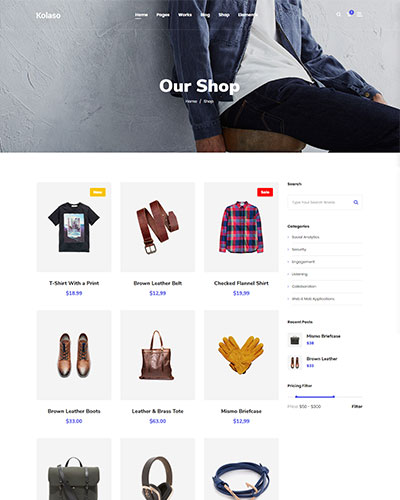 Kolaso
Home Pages Works Blog Shop Elements
Our Shop
Home / Shop
Search
Type Your Search Words
Categories
Social Analytics
Security
Engagement
Listening
Collaboration
Web & Web Applications
Recent Posts
Mismo Briefcase
$38
Brown Leather
$35
Pricing Filter
Price: $50 - $300
Filter
Sale
T-Shirt With a Print
$18.99
Brown Leather Belt
$12,99
Checked Flannel Shirt
$19,99
Brown Leather Boots
$33.00
Leather & Brass Tote
$63.00
Mismo Briefcase
$12,99